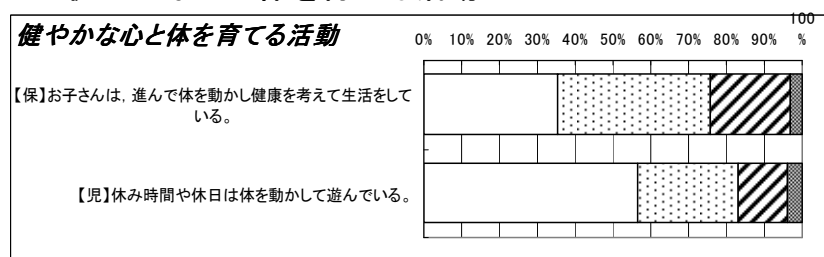 健やかな心と体を育てる活動
0% 10% 20% 30% 40% 50% 60% 70% 80% 90% 100
%
【保】お子さんは，進んで体を動かし健康を考えて生活をして
いる。
【児】休み時間や休日は体を動かして遊んでいる。